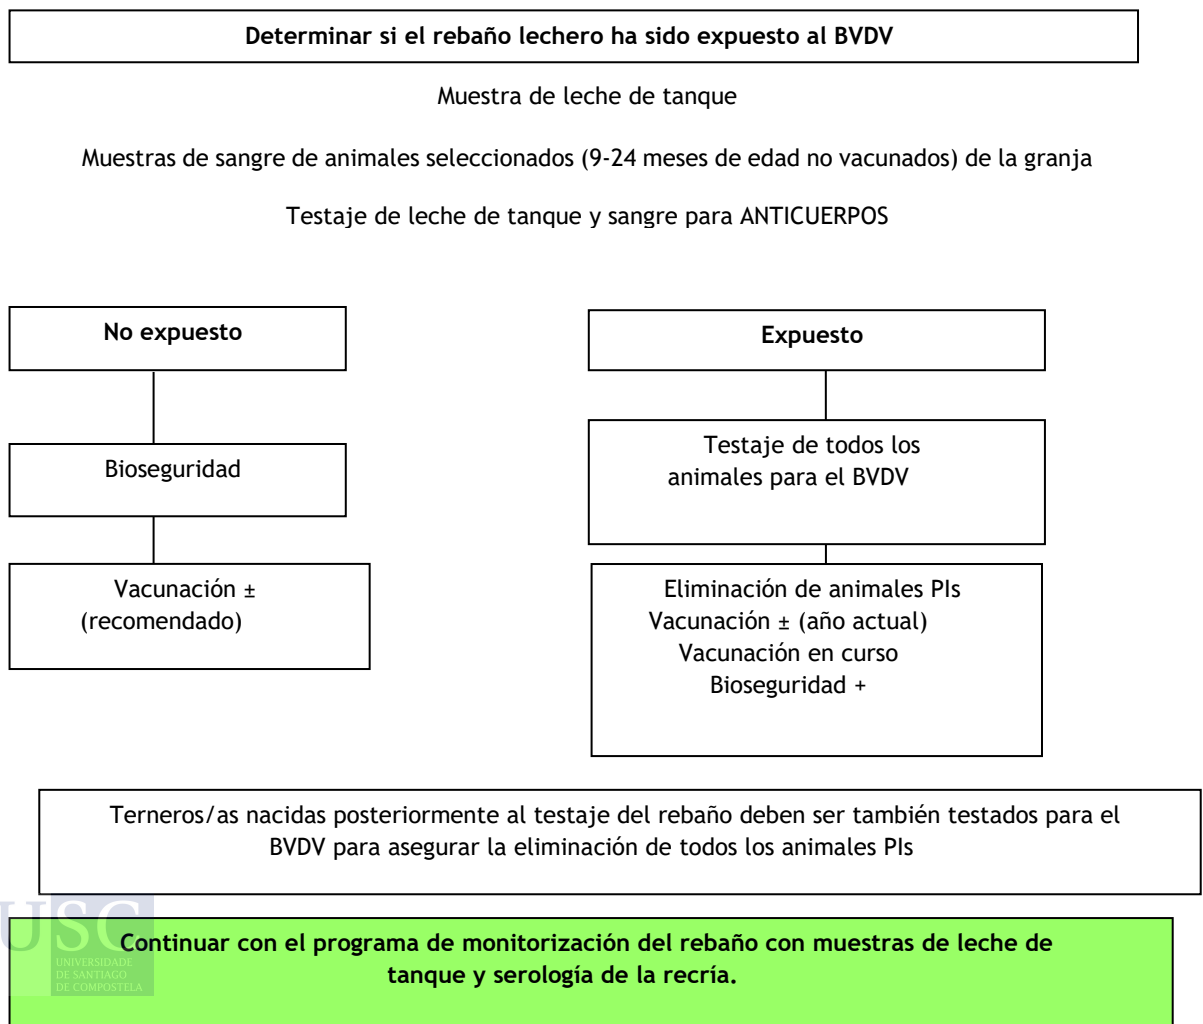 Determinar si el rebaño lechero ha sido expuesto al BVDV
Muestra de leche de tanque
Muestras de sangre de animales seleccionados (9-24 meses de edad no vacunados) de la granja
Testaje de leche de tanque y sangre para ANTICUERPOS
No expuesto
Bioseguridad
Vacunación ±
(recomendado)
Expuesto
Testaje de todos los
animales para el BVDV
Eliminación de animales PIs
Vacunación ± (año actual)
Vacunación en curso
Bioseguridad +
Terneros/as nacidas posteriormente al testaje del rebaño deben ser también testados para el
BVDV para asegurar la eliminación de todos los animales PIs
Continuar con el programa de monitorización del rebaño con muestras de leche de
tanque y serología de la recría.
USC
UNIVERSIDADE
DE SANTIAGO
DE COMPOSTELA